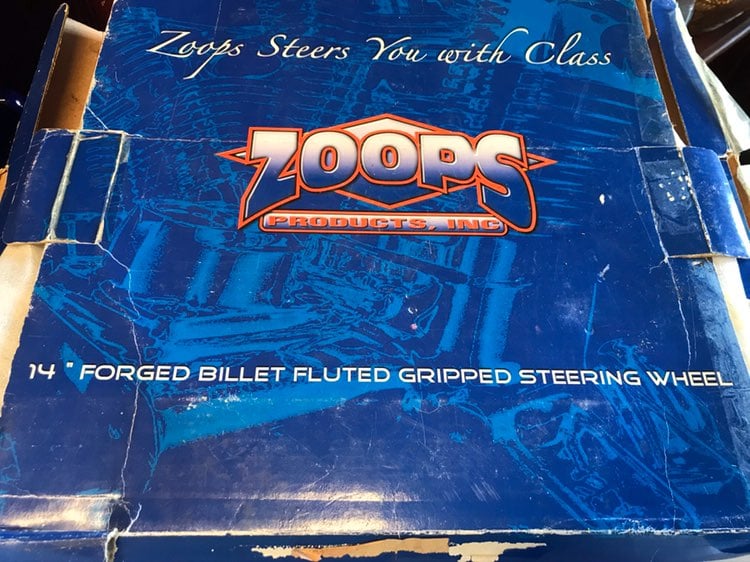 Zoops Steers You with Class
ZOOPS
PRODUCTS, INC
14 " FORGED BILLET FLUTED GRIPPED STEERING WHEEL